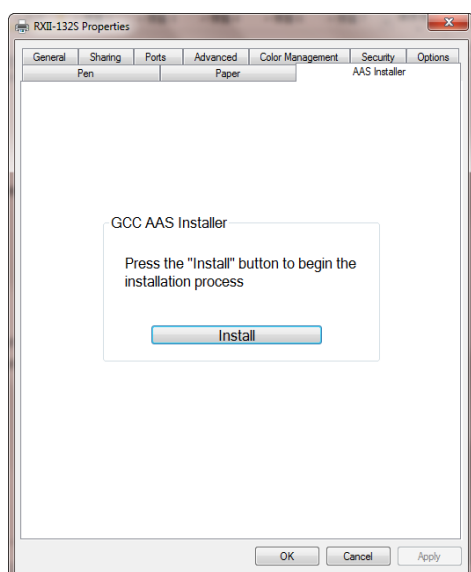 RXII-132S Properties
General Sharing Ports Advanced Color Management Security Options
Pen Paper AAS Installer
GCC AAS Installer
Press the "Install" button to begin the
installation process
Install
OK Cancel Apply